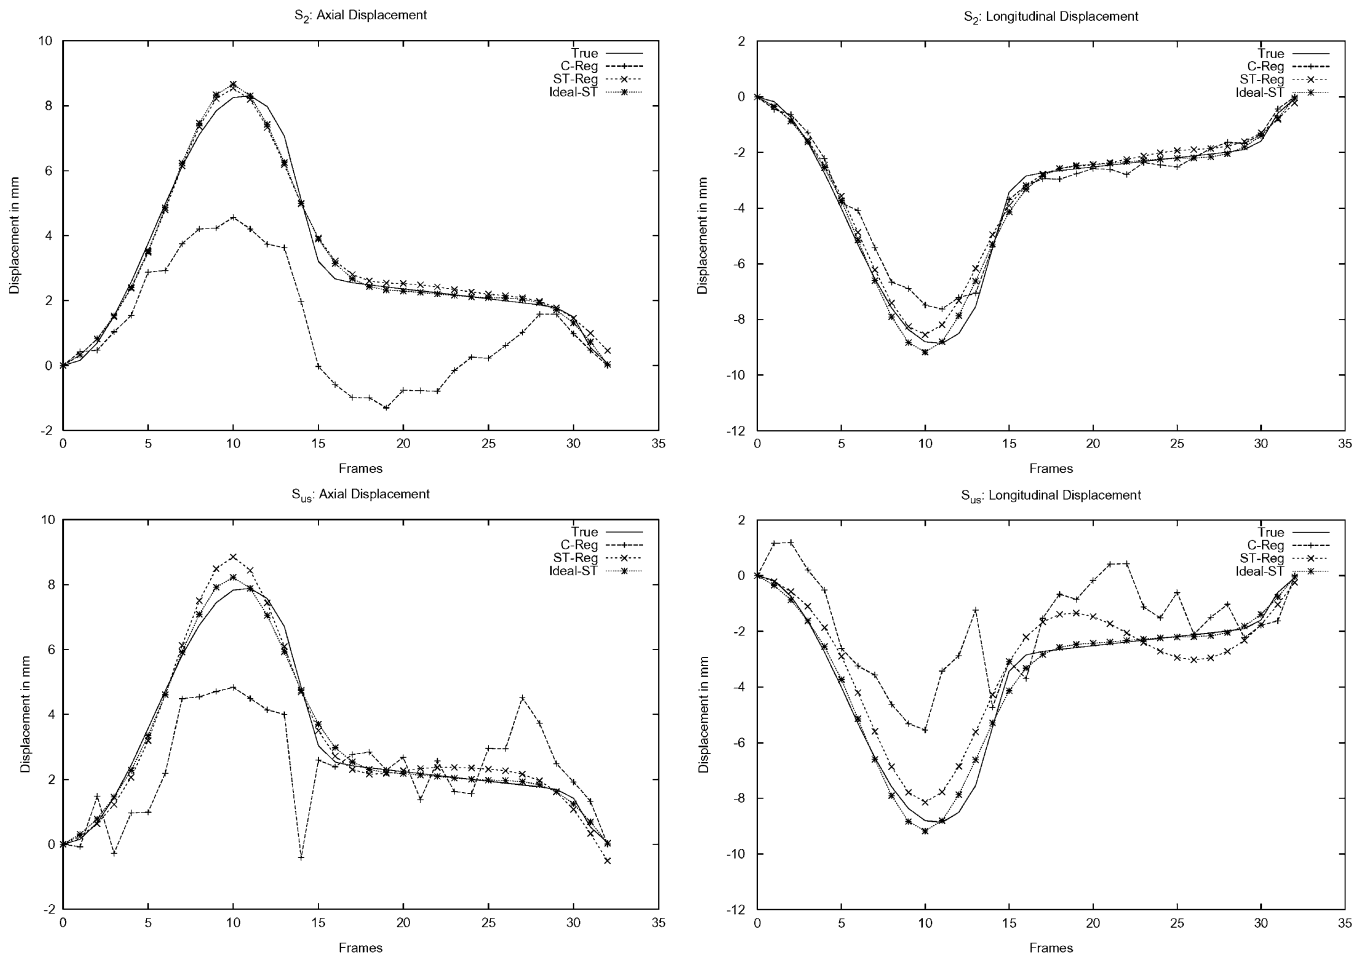 S2: Axial Displacement
10
8
6
4
2
0
-2
Displacement in mm
True
C-Reg
ST-Reg
Ideal-ST
0 5 10 15 20 25 30 35
Frames
S2: Longitudinal Displacement
2
0
-2
-4
-6
-8
-10
-12
Displacement in mm
True
C-Reg
ST-Reg
Ideal-ST
0 5 10 15 20 25 30 35
Frames
Sus: Axial Displacement
10
8
6
4
2
0
-2
Displacement in mm
True
C-Reg
ST-Reg
Ideal-ST
0 5 10 15 20 25 30 35
Frames
Sus: Longitudinal Displacement
2
0
-2
-4
-6
-8
-10
-12
Displacement in mm
True
C-Reg
ST-Reg
Ideal-ST
0 5 10 15 20 25 30 35
Frames